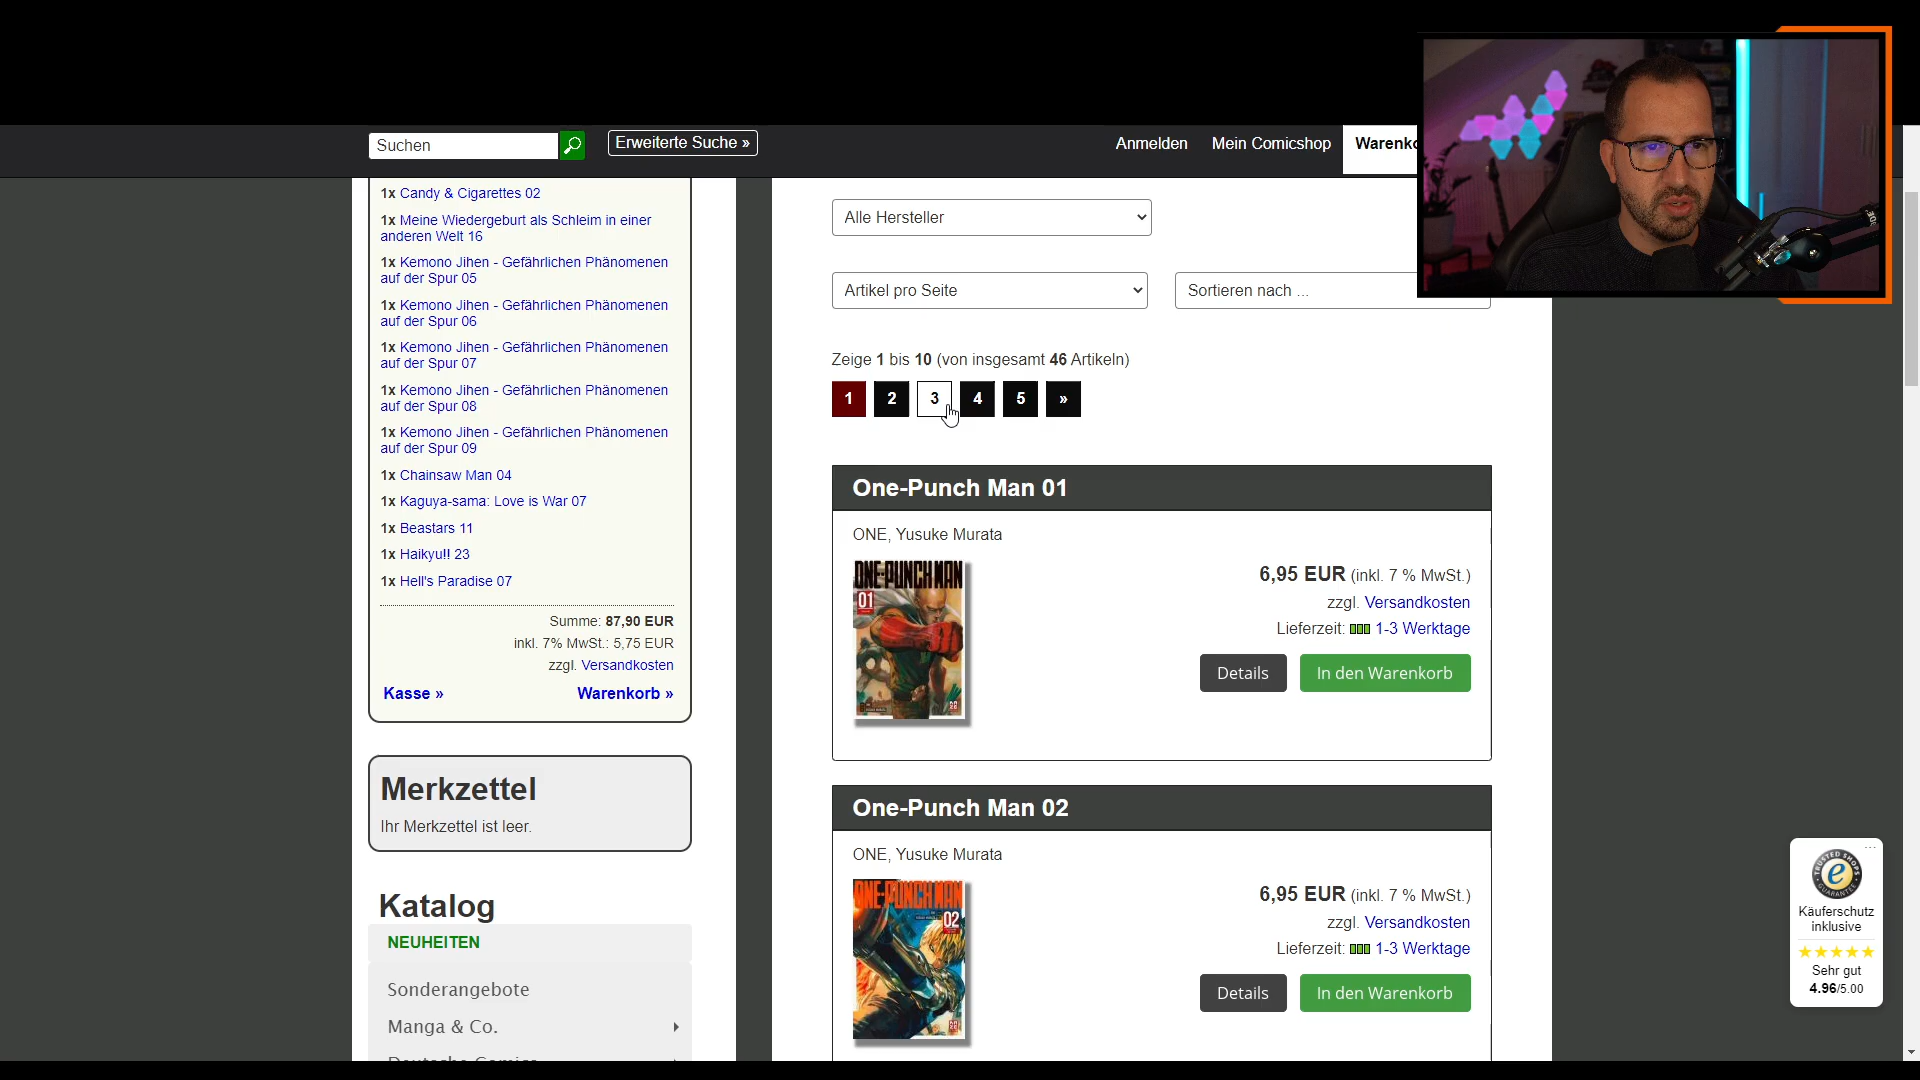 Suchen
Erweiterte Suche »
Anmelden
Mein Comicshop
1x Candy & Cigarettes 02
1x Meine Wiedergeburt als Schleim in einer
anderen Welt 16
1x Kemono Jihen - Gefährlichen Phänomenen
auf der Spur 05
1x Kemono Jihen - Gefährlichen Phänomenen
auf der Spur 06
1x Kemono Jihen - Gefährlichen Phänomenen
auf der Spur 07
1x Kemono Jihen - Gefährlichen Phänomenen
auf der Spur 08
1x Kemono Jihen - Gefährlichen Phänomenen
auf der Spur 09
1x Chainsaw Man 04
1x Kaguya-sama: Love is War 07
1x Beastars 11
1x Haikyu!! 23
1x Hell's Paradise 07
Summe: 87,90 EUR
inkl. 7% MwSt.: 5,75 EUR
zzgl. Versandkosten
Kasse »
Warenkorb »
Merkzettel
Ihr Merkzettel ist leer.
Katalog
NEUHEITEN
Sonderangebote
Manga & Co.
Alle Hersteller
Artikel pro Seite
Sortieren nach ...
Zeige 1 bis 10 (von insgesamt 46 Artikeln)
1 2 3 4 5 »
One-Punch Man 01
ONE, Yusuke Murata
ONE-PUNCH MAN
01
6,95 EUR (inkl. 7 % MwSt.)
zzgl. Versandkosten
Lieferzeit: 1-3 Werktage
Details
In den Warenkorb
One-Punch Man 02
ONE, Yusuke Murata
ONE-PUNCH MAN
02
6,95 EUR (inkl. 7 % MwSt.)
zzgl. Versandkosten
Lieferzeit: 1-3 Werktage
Details
In den Warenkorb
TRUSTED SHOPS
GUARANTEE
Käuferschutz
inklusive
Sehr gut
4.96/5.00